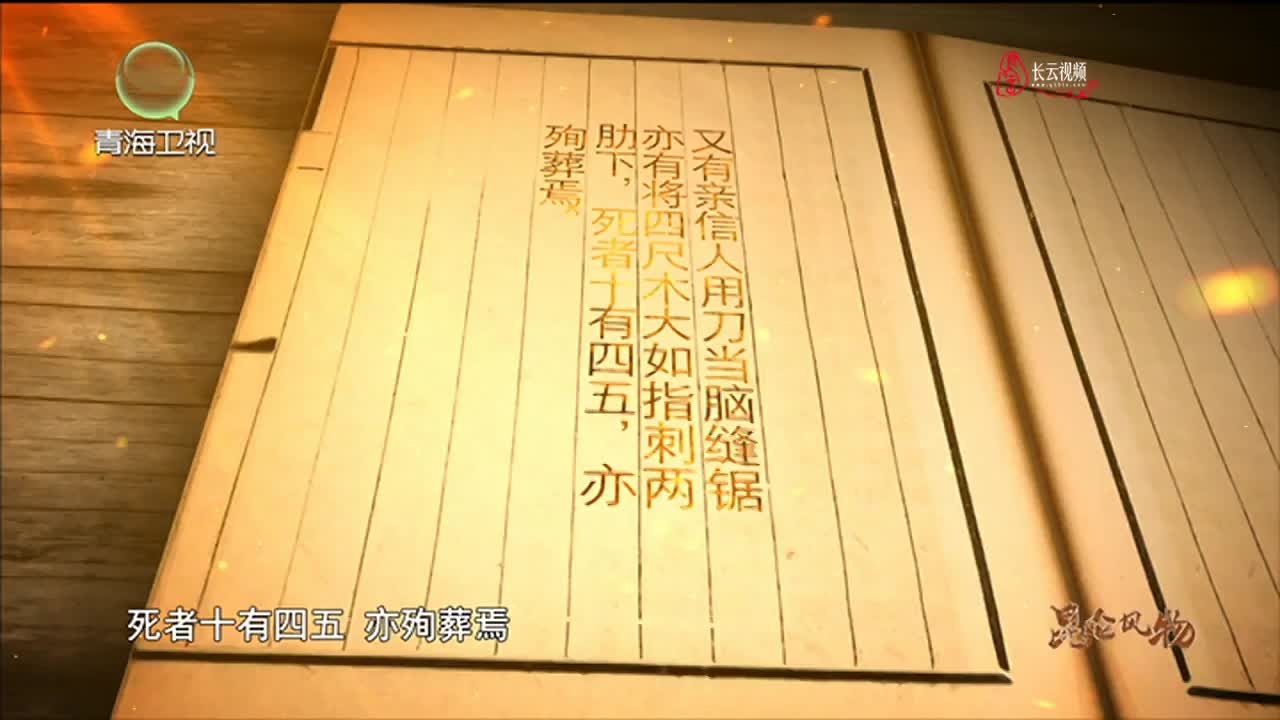 青海卫视
长云视频
又有亲信人用刀当脑缝锯
亦有将四尺木大如指刺两
肋下，死者十有四五，亦
殉葬焉。
死者十有四五 亦殉葬焉
昆仑风物